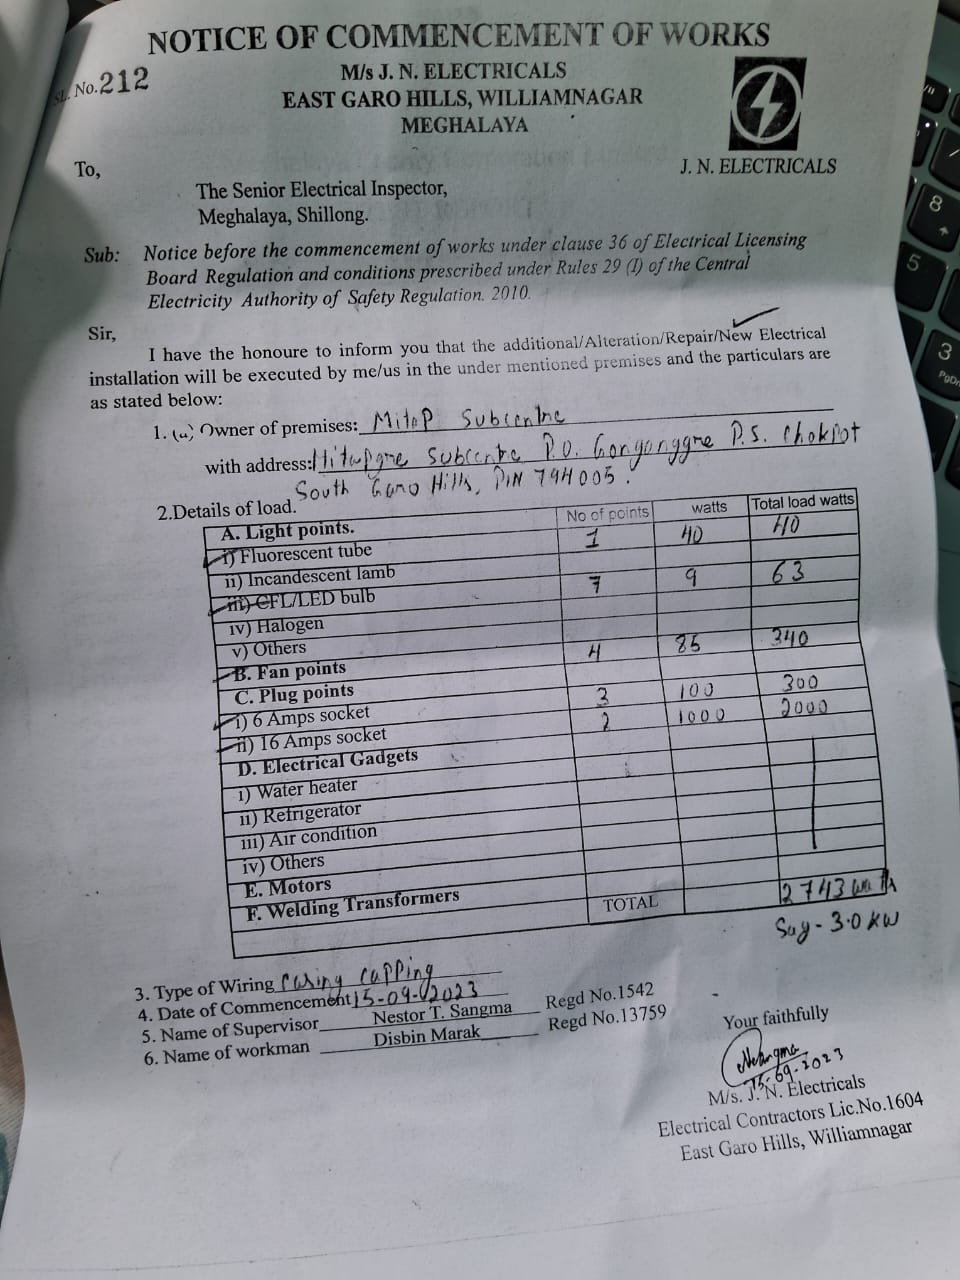 NOTICE OF COMMENCEMENT OF WORKS
SL. No.212
M/s J. N. ELECTRICALS
EAST GARO HILLS, WILLIAMNAGAR
MEGHALAYA
J. N. ELECTRICALS
To,
The Senior Electrical Inspector,
Meghalaya, Shillong.
Sub: Notice before the commencement of works under clause 36 of Electrical Licensing
Board Regulation and conditions prescribed under Rules 29 (I) of the Central
Electricity Authority of Safety Regulation. 2010.
Sir,
I have the honoure to inform you that the additional/Alteration/Repair/New Electrical
installation will be executed by me/us in the under mentioned premises and the particulars are
as stated below:
1. (a) Owner of premises: Mitap Subcentre
with address: Subcentre P.O. P.S. Chokpot
South Garo Hills, PIN 794005.
2.Details of load.
No of points watts Total load watts
A. Light points.
i) Fluorescent tube 1 40 40
ii) Incandescent lamb
iii) CFL/LED bulb 7 9 63
iv) Halogen
v) Others
B. Fan points 4 85 340
C. Plug points
i) 6 Amps socket 3 100 300
ii) 16 Amps socket 2 1000 2000
D. Electrical Gadgets
i) Water heater
ii) Refrigerator
iii) Air condition
iv) Others
E. Motors
F. Welding Transformers
TOTAL 2743 watts
Say - 3.0 KW
3. Type of Wiring Casing Capping
4. Date of Commencement 15-09-2023
5. Name of Supervisor Nestor T. Sangma Regd No.1542
6. Name of workman Disbin Marak Regd No.13759
Your faithfully
15-09-2023
M/s. J. N. Electricals
Electrical Contractors Lic.No.1604
East Garo Hills, Williamnagar
8
5
3
PgDn